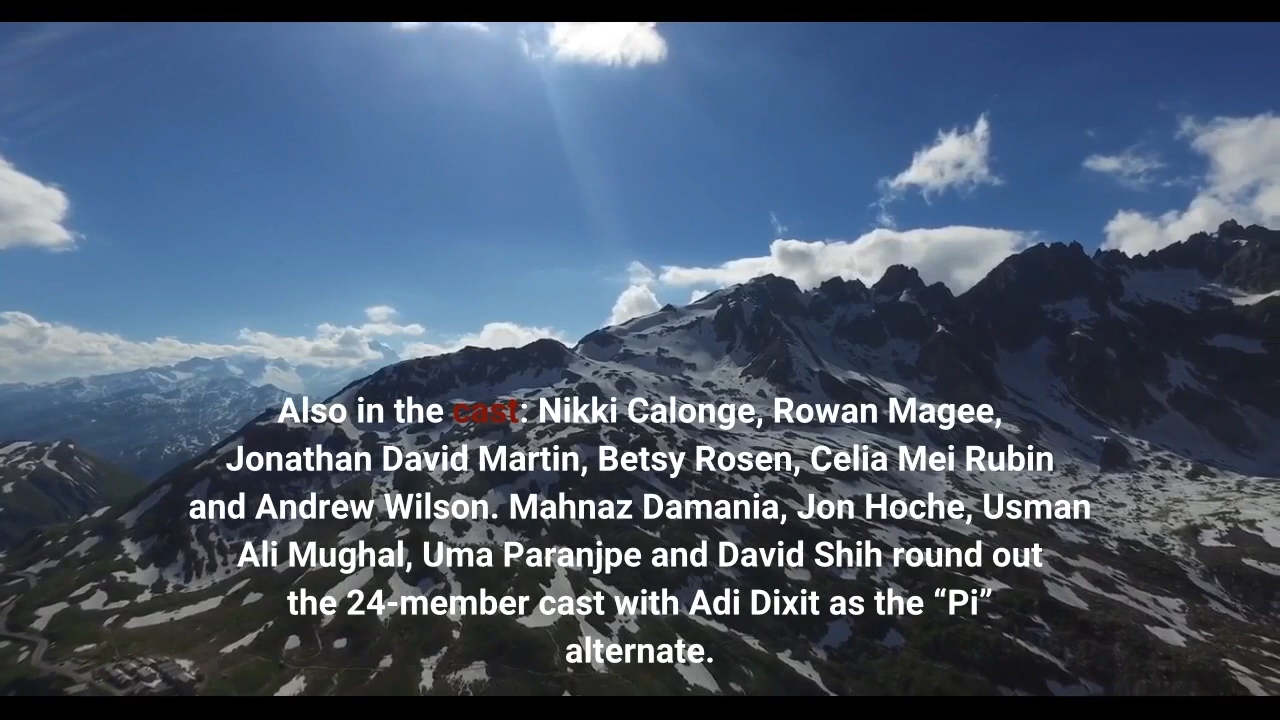 Also in the cast: Nikki Calonge, Rowan Magee,
Jonathan David Martin, Betsy Rosen, Celia Mei Rubin
and Andrew Wilson. Mahnaz Damania, Jon Hoche, Usman
Ali Mughal, Uma Paranjpe and David Shih round out
the 24-member cast with Adi Dixit as the “Pi”
alternate.